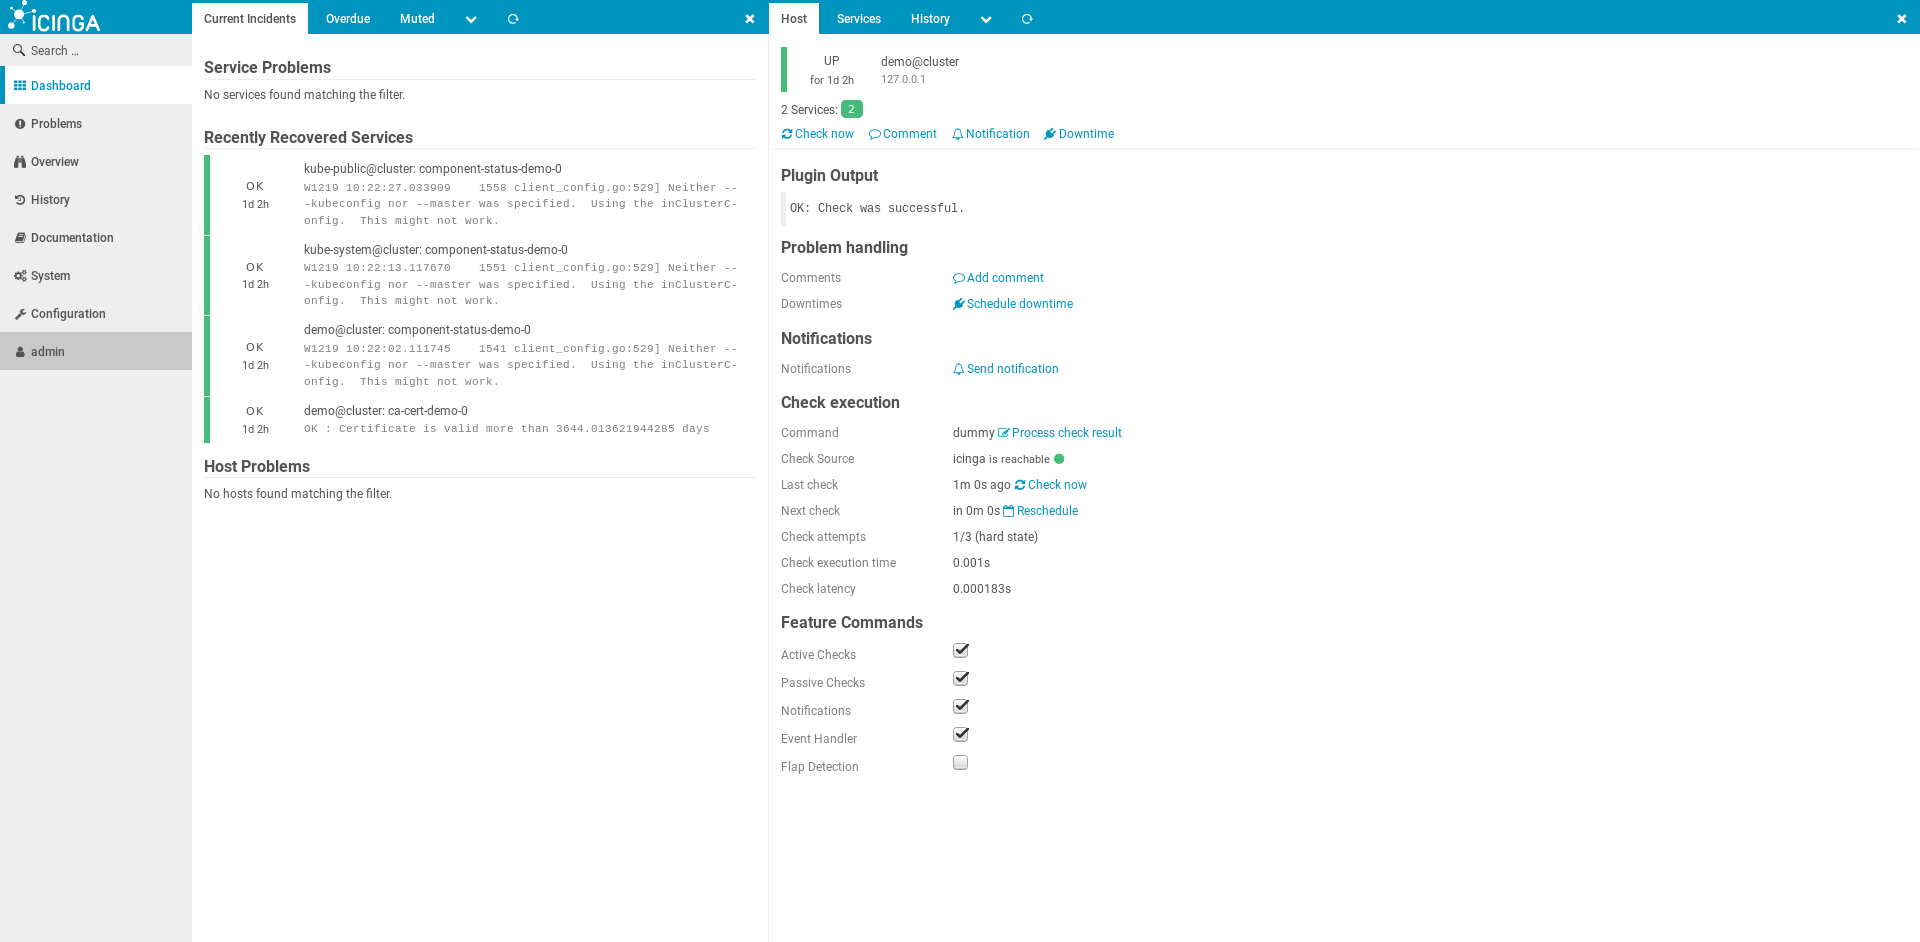 ICINGA
Search ...
Dashboard
Problems
Overview
History
Documentation
System
Configuration
admin
Current Incidents Overdue Muted
Service Problems
No services found matching the filter.
Recently Recovered Services
OK
1d 2h
kube-public@cluster: component-status-demo-0
W1219 10:22:27.033909    1558 client_config.go:529] Neither --
-kubeconfig nor --master was specified.  Using the inClusterC-
onfig.  This might not work.
OK
1d 2h
kube-system@cluster: component-status-demo-0
W1219 10:22:13.117670    1551 client_config.go:529] Neither --
-kubeconfig nor --master was specified.  Using the inClusterC-
onfig.  This might not work.
OK
1d 2h
demo@cluster: component-status-demo-0
W1219 10:22:02.111745    1541 client_config.go:529] Neither --
-kubeconfig nor --master was specified.  Using the inClusterC-
onfig.  This might not work.
OK
1d 2h
demo@cluster: ca-cert-demo-0
OK : Certificate is valid more than 3644.013621944285 days
Host Problems
No hosts found matching the filter.
Host Services History
UP
for 1d 2h
demo@cluster
127.0.0.1
2 Services: 2
Check now Comment Notification Downtime
Plugin Output
OK: Check was successful.
Problem handling
Comments Add comment
Downtimes Schedule downtime
Notifications
Notifications Send notification
Check execution
Command dummy Process check result
Check Source icinga is reachable
Last check 1m 0s ago Check now
Next check in 0m 0s Reschedule
Check attempts 1/3 (hard state)
Check execution time 0.001s
Check latency 0.000183s
Feature Commands
Active Checks
Passive Checks
Notifications
Event Handler
Flap Detection